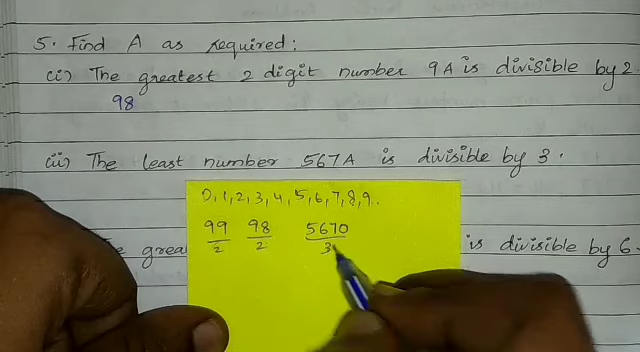 5. Find A as required:
(i) The greatest 2 digit number 9A is divisible by 2.
98
(ii) The least number 567A is divisible by 3.
0,1,2,3,4,5,6,7,8,9.
99/2 98/2 5670/3
grea is divisible by 6.